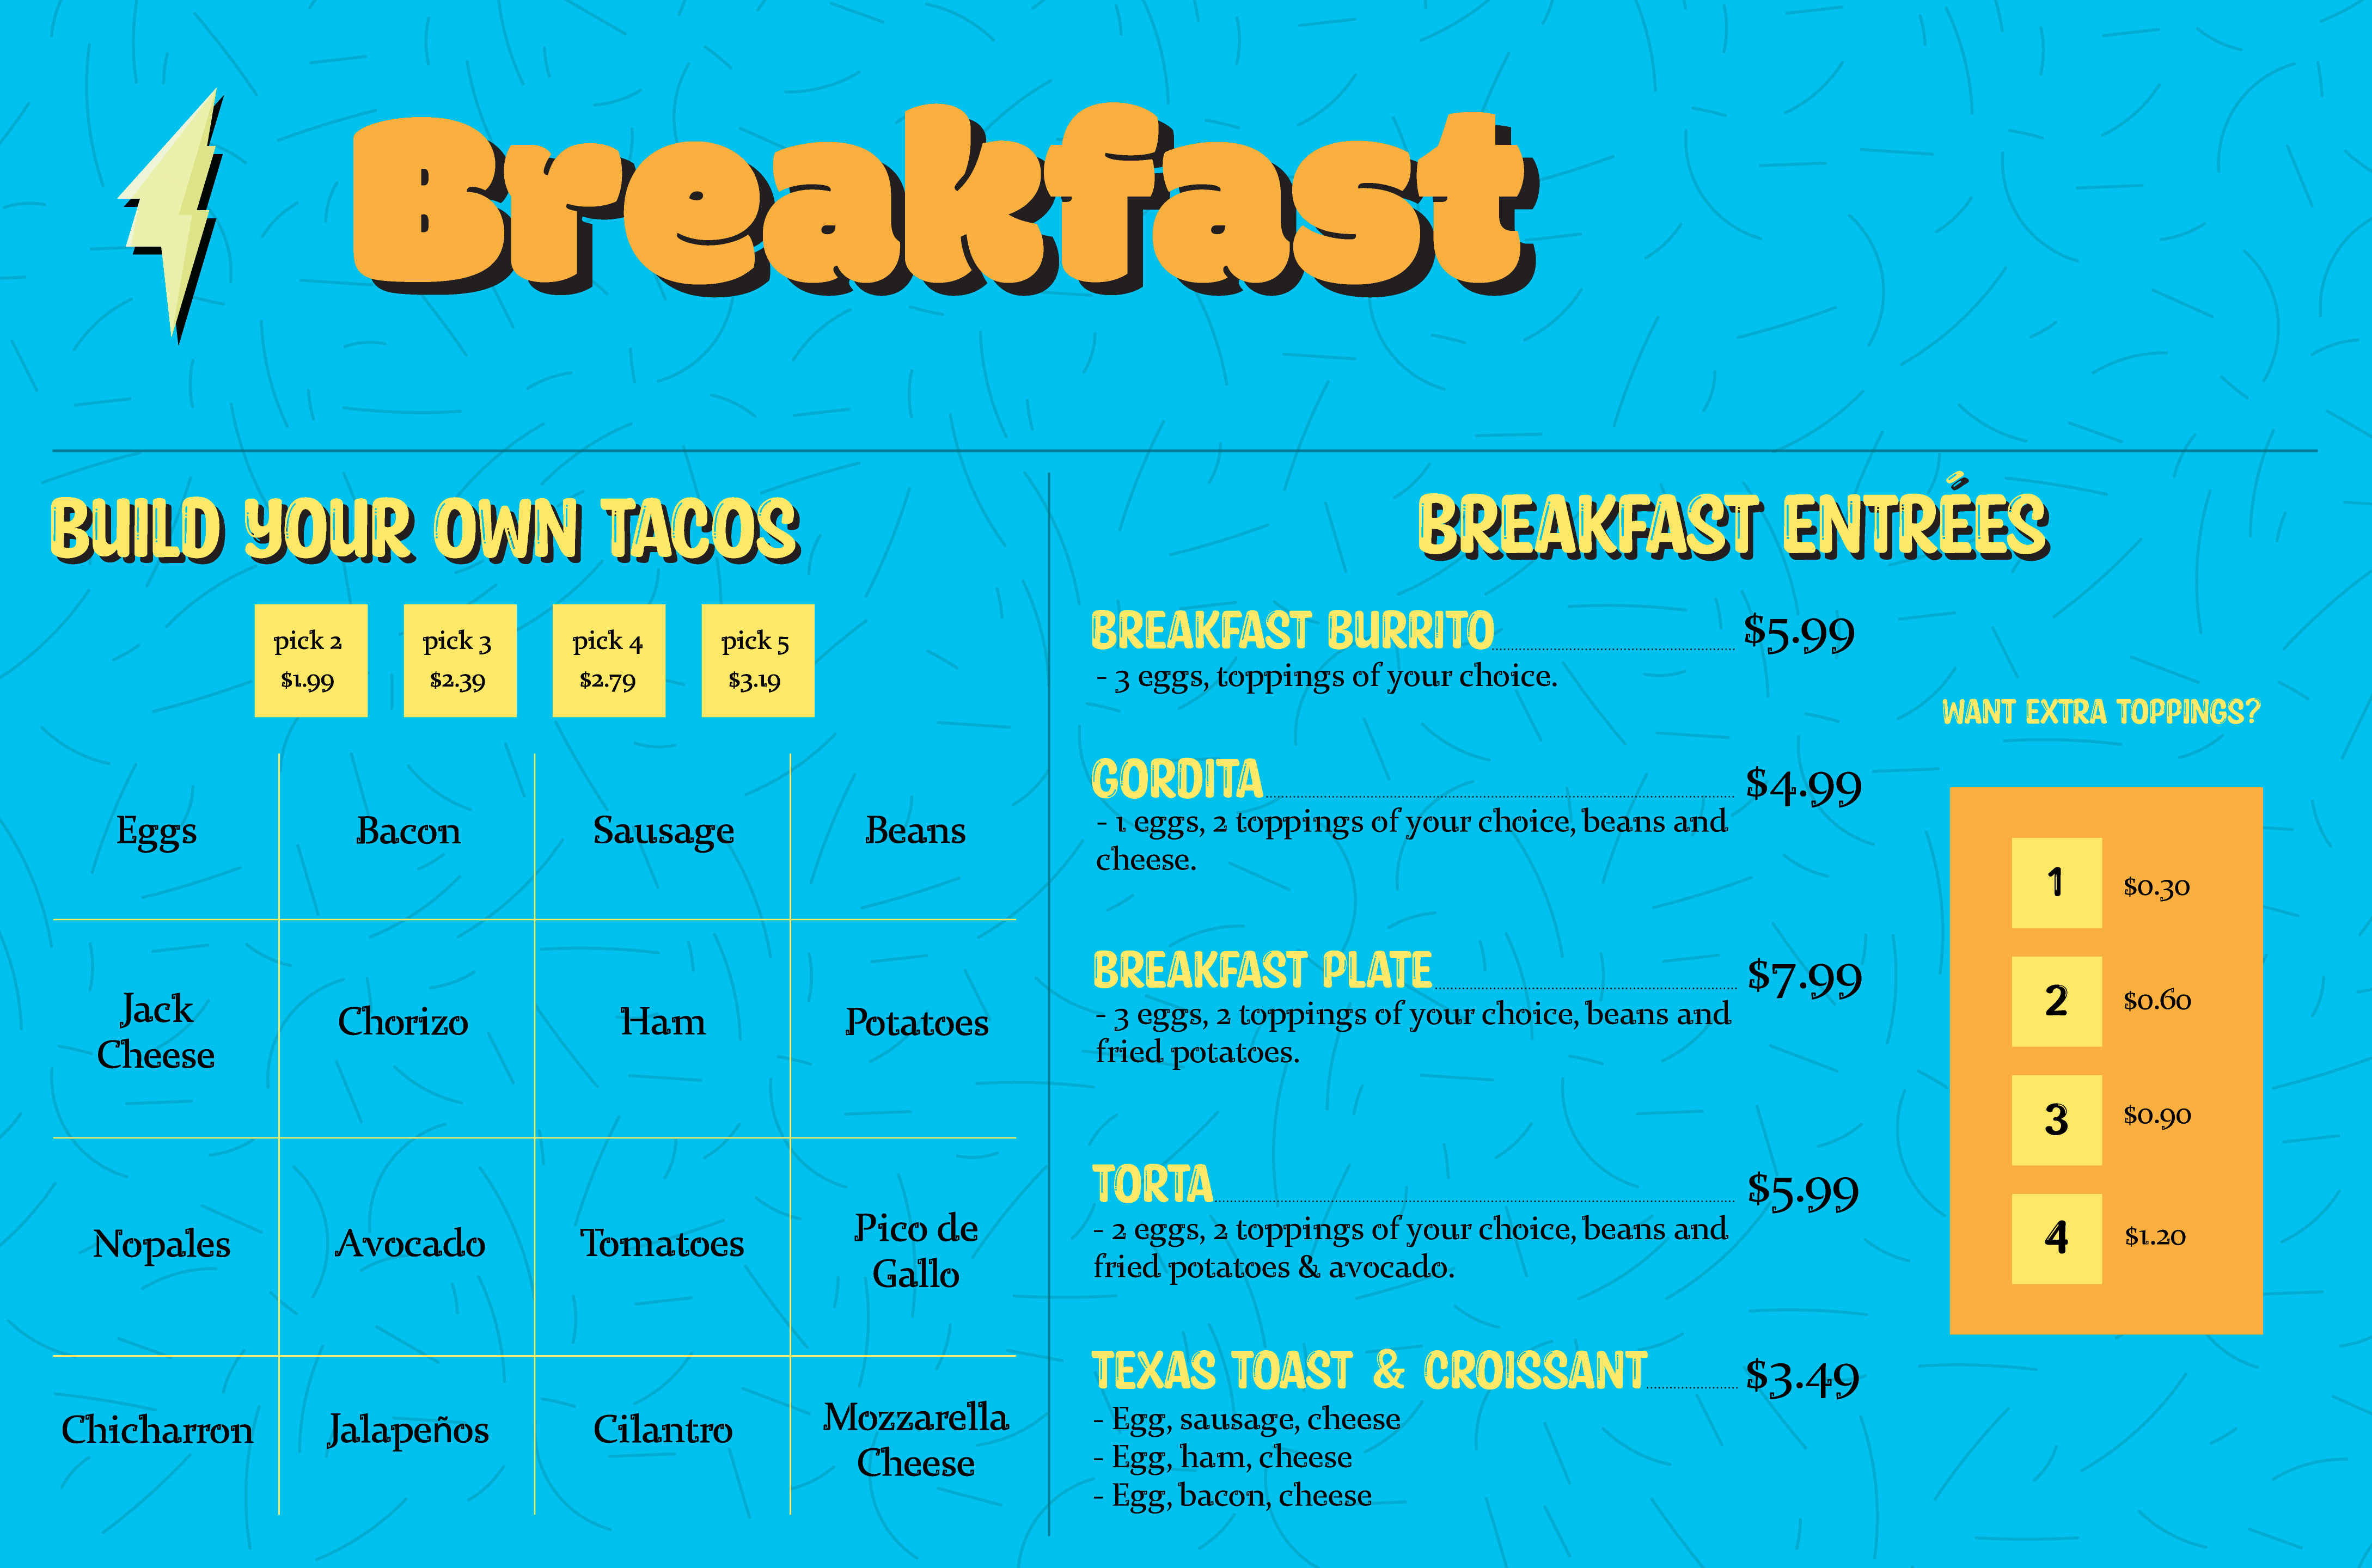 Breakfast
BUILD YOUR OWN TACOS
pick 2
$1.99
pick 3
$2.39
pick 4
$2.79
pick 5
$3.19
Eggs
Bacon
Sausage
Beans
Jack
Cheese
Chorizo
Ham
Potatoes
Nopales
Avocado
Tomatoes
Pico de
Gallo
Chicharron
Jalapeños
Cilantro
Mozzarella
Cheese
BREAKFAST ENTRÉES
BREAKFAST BURRITO $5.99
- 3 eggs, toppings of your choice.
GORDITA $4.99
- 1 eggs, 2 toppings of your choice, beans and
cheese.
BREAKFAST PLATE $7.99
- 3 eggs, 2 toppings of your choice, beans and
fried potatoes.
TORTA $5.99
- 2 eggs, 2 toppings of your choice, beans and
fried potatoes & avocado.
TEXAS TOAST & CROISSANT $3.49
- Egg, sausage, cheese
- Egg, ham, cheese
- Egg, bacon, cheese
WANT EXTRA TOPPINGS?
1 $0.30
2 $0.60
3 $0.90
4 $1.20